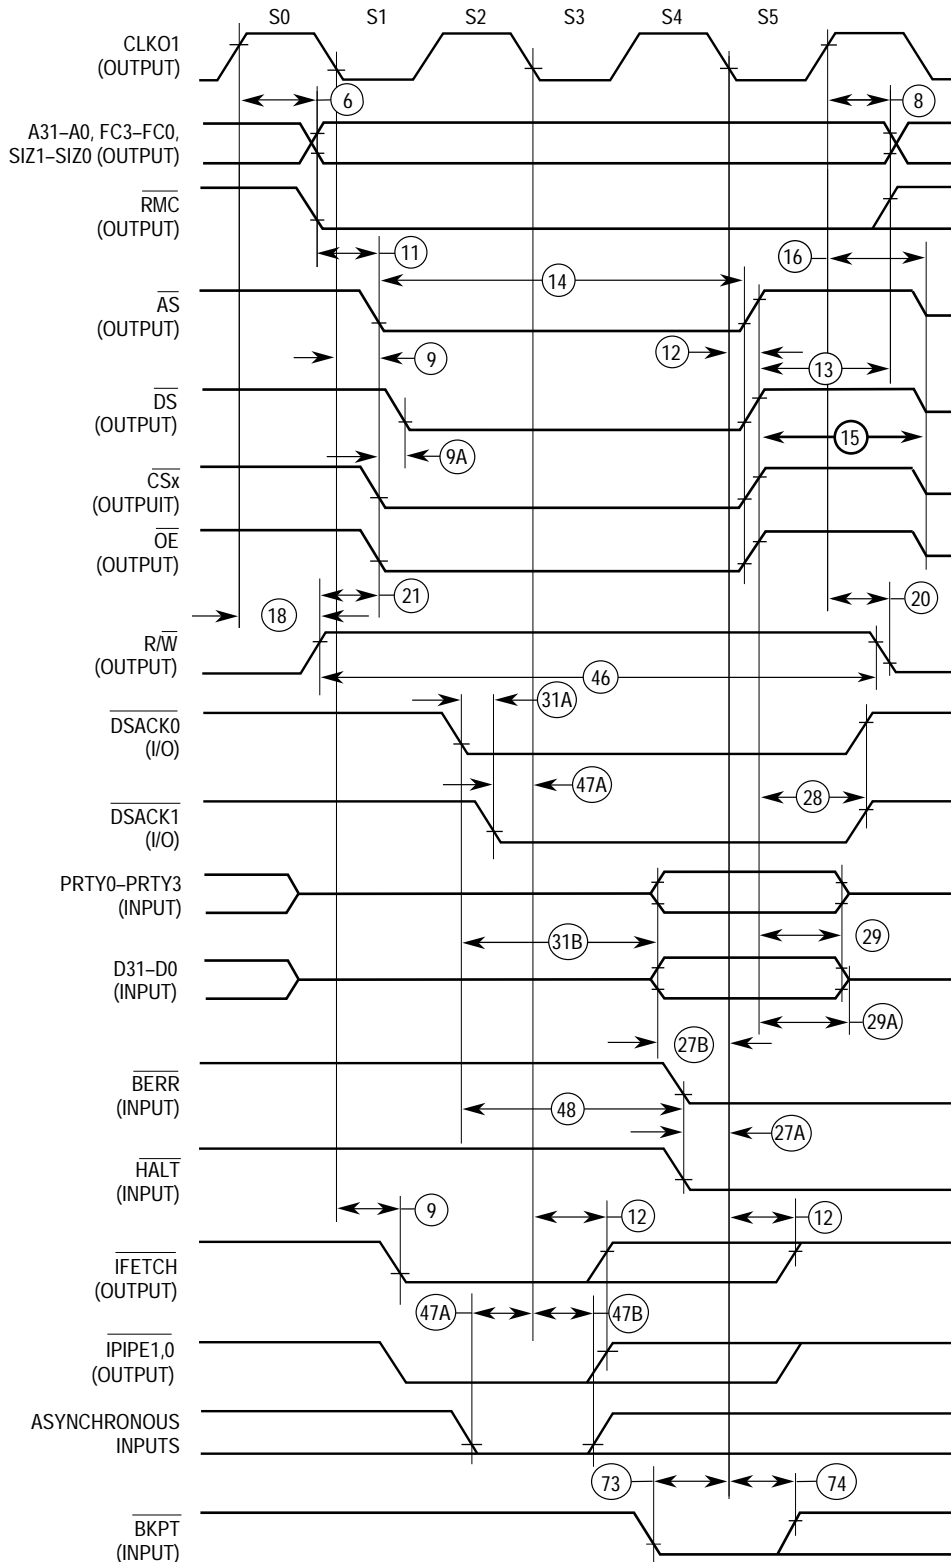 S0 S1 S2 S3 S4 S5
CLKO1
(OUTPUT)
6 8
A31–A0, FC3–FC0,
SIZ1–SIZ0 (OUTPUT)
RMC
(OUTPUT)
11 14 16
AS
(OUTPUT)
9 12 13
DS
(OUTPUT)
9A 15
CSx
(OUTPUIT)
OE
(OUTPUT)
18 21 20
R/W
(OUTPUT)
46
31A
DSACK0
(I/O)
47A 28
DSACK1
(I/O)
PRTY0–PRTY3
(INPUT)
31B 29
D31–D0
(INPUT)
29A
27B
BERR
(INPUT)
48
27A
HALT
(INPUT)
9 12 12
IFETCH
(OUTPUT)
47A 47B
IPIPE1,0
(OUTPUT)
ASYNCHRONOUS
INPUTS
73 74
BKPT
(INPUT)